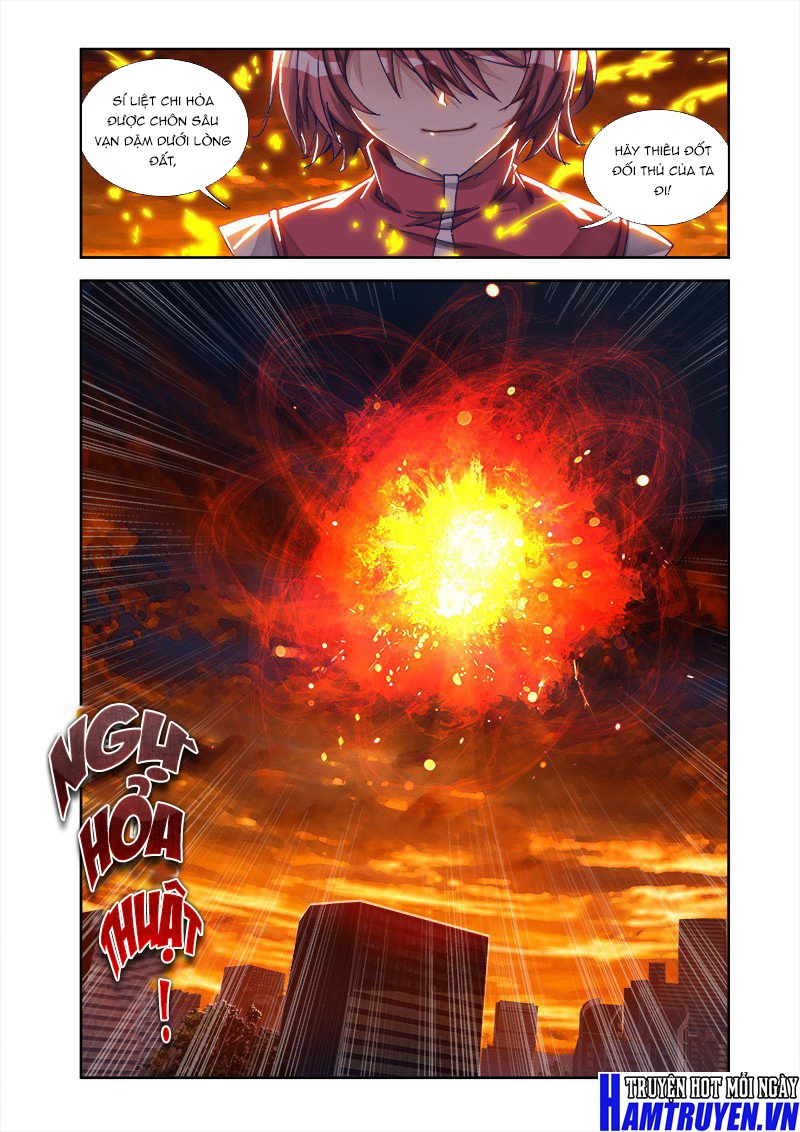 SÍ LIỆT CHI HỎA
ĐƯỢC CHÔN SÂU
VẠN DẶM DƯỚI LÒNG
ĐẤT,
HÃY THIÊU ĐỐT
ĐỐI THỦ CỦA TA
ĐI!
NGỰ
HỎA
THUẬT
!
TRUYỆN HOT MỖI NGÀY
HAMTRUYEN.VN